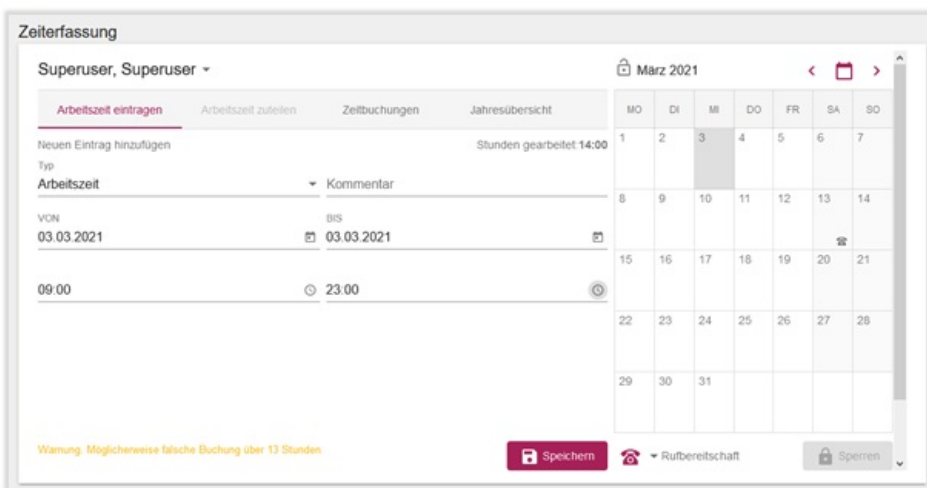 Zeiterfassung
Superuser, Superuser
Arbeitszeit eintragen Arbeitszeit zuteilen Zeitbuchungen Jahresübersicht
Neuen Eintrag hinzufügen Stunden gearbeitet 14:00
Typ
Arbeitszeit Kommentar
VON BIS
03.03.2021 03.03.2021
09:00 23:00
Warnung. Möglicherweise falsche Buchung über 13 Stunden
Speichern
März 2021
MO DI MI DO FR SA SO
1 2 3 4 5 6 7
8 9 10 11 12 13 14
15 16 17 18 19 20 21
22 23 24 25 26 27 28
29 30 31
Rufbereitschaft Sperren